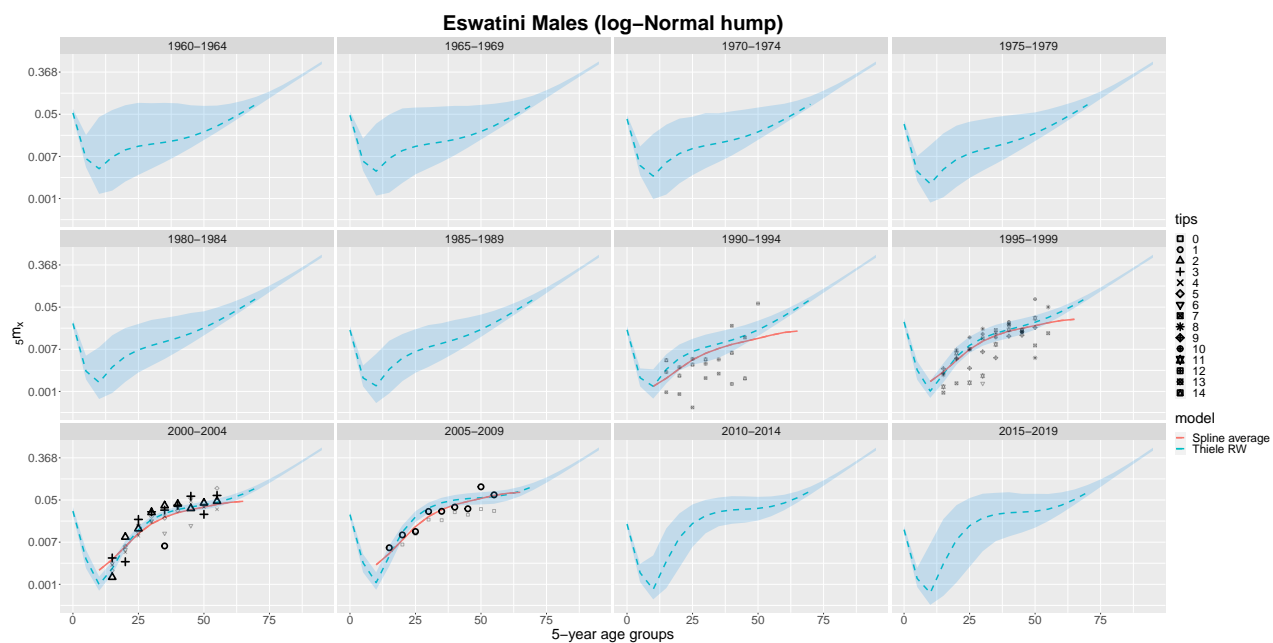 Eswatini Males (log−Normal hump)
1960−1964 1965−1969 1970−1974 1975−1979
0.368
0.05
0.007
0.001
1980−1984 1985−1989 1990−1994 1995−1999
0.368
0.05
0.007
0.001
2000−2004 2005−2009 2010−2014 2015−2019
0.368
0.05
0.007
0.001
0 25 50 75 0 25 50 75 0 25 50 75 0 25 50 75
5−year age groups
5mx
tips
0
1
2
3
4
5
6
7
8
9
10
11
12
13
14
model
Spline average
Thiele RW